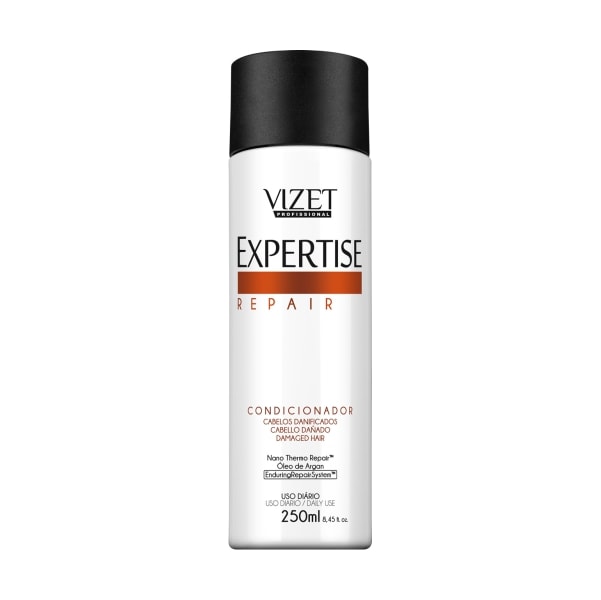 VIZET
PROFISSIONAL
EXPERTISE
REPAIR
CONDICIONADOR
CABELOS DANIFICADOS
CABELLO DAÑADO
DAMAGED HAIR
Nano Thermo Repair™
Óleo de Argan
EnduringRepairSystem™
USO DIÁRIO
USO DIARIO / DAILY USE
250ml 8,45 fl. oz.